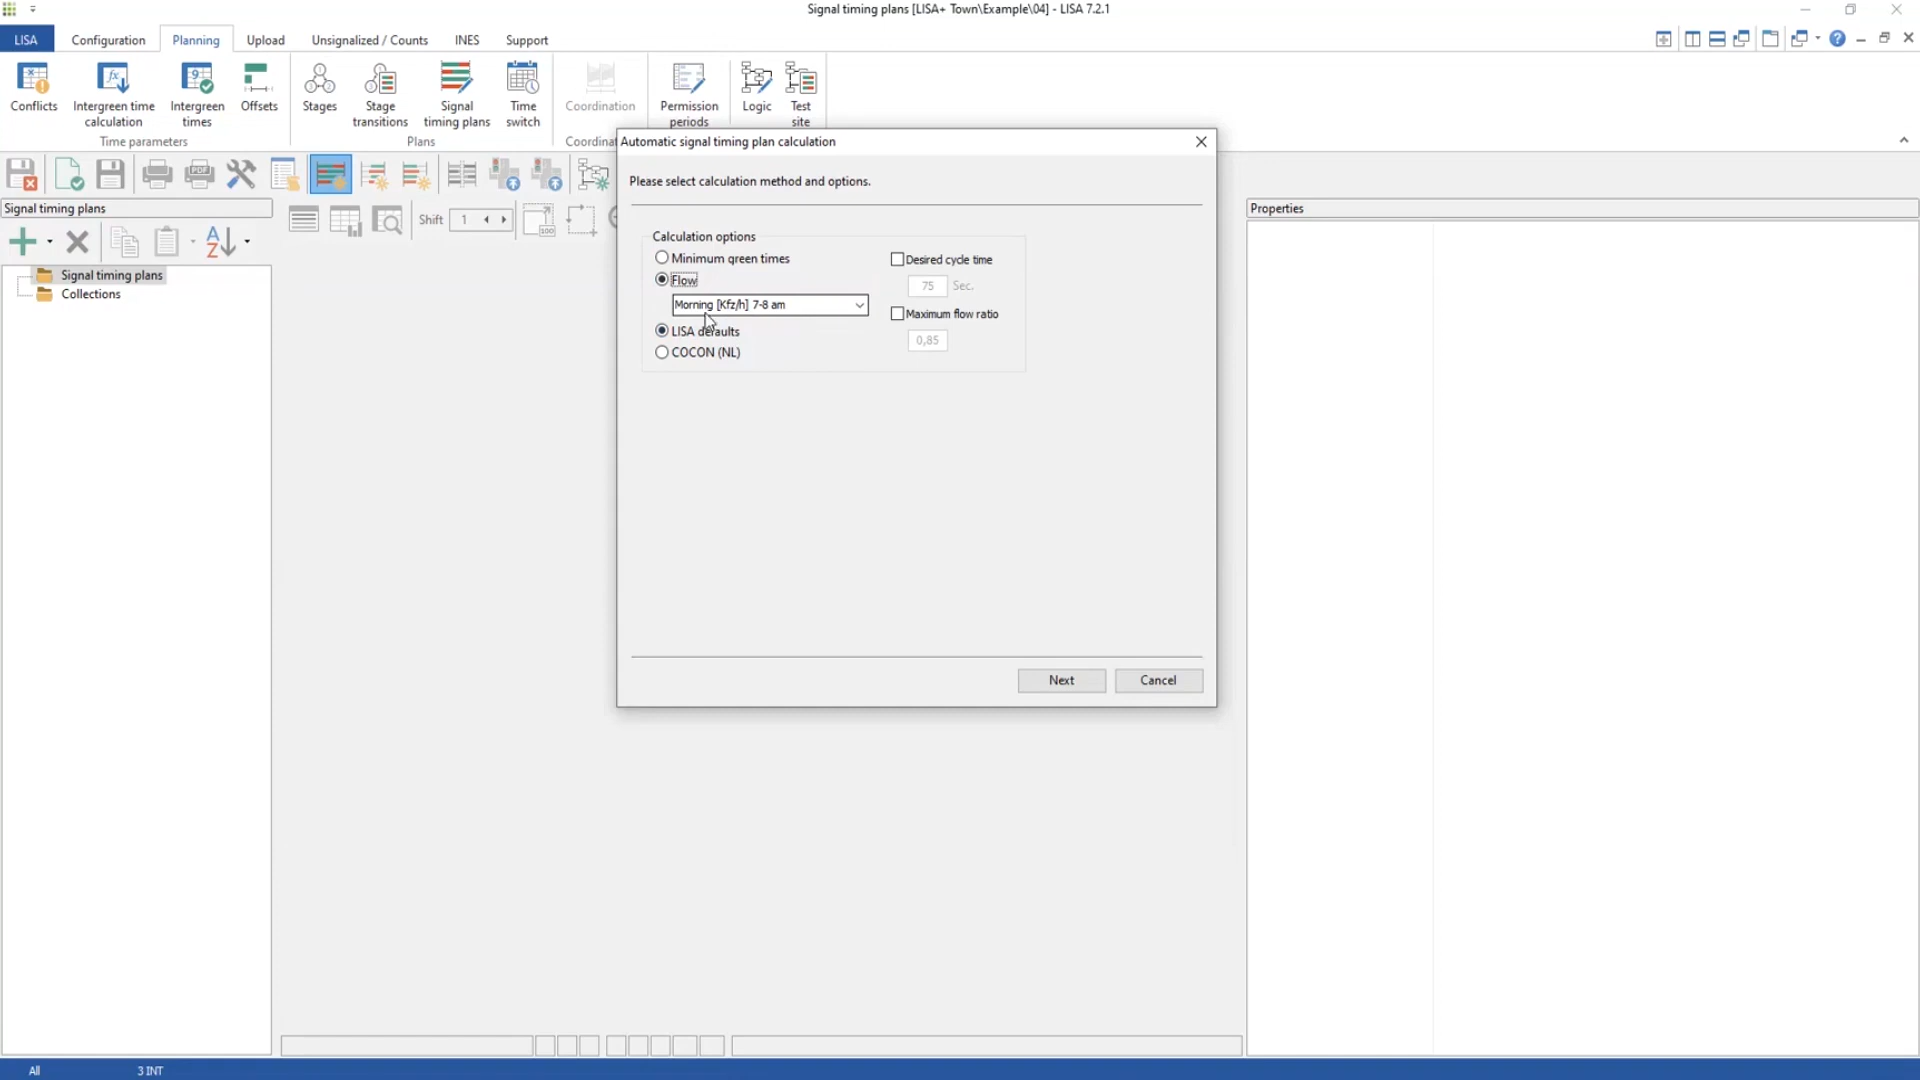 Signal timing plans [LISA+ Town\Example\04] - LISA 7.2.1
LISA
Configuration
Planning
Upload
Unsignalized / Counts
INES
Support
Conflicts
Intergreen time
calculation
Intergreen
times
Offsets
Stages
Stage
transitions
Signal
timing plans
Time
switch
Coordination
Permission
periods
Logic
Test
site
Time parameters
Plans
Coordinat
Automatic signal timing plan calculation
Please select calculation method and options.
Signal timing plans
Shift
1
Properties
Signal timing plans
Collections
Calculation options
Minimum green times
Flow
Morning [Kfz/h] 7-8 am
LISA defaults
COCON (NL)
Desired cycle time
75
Sec.
Maximum flow ratio
0,85
Next
Cancel
All
3 INT